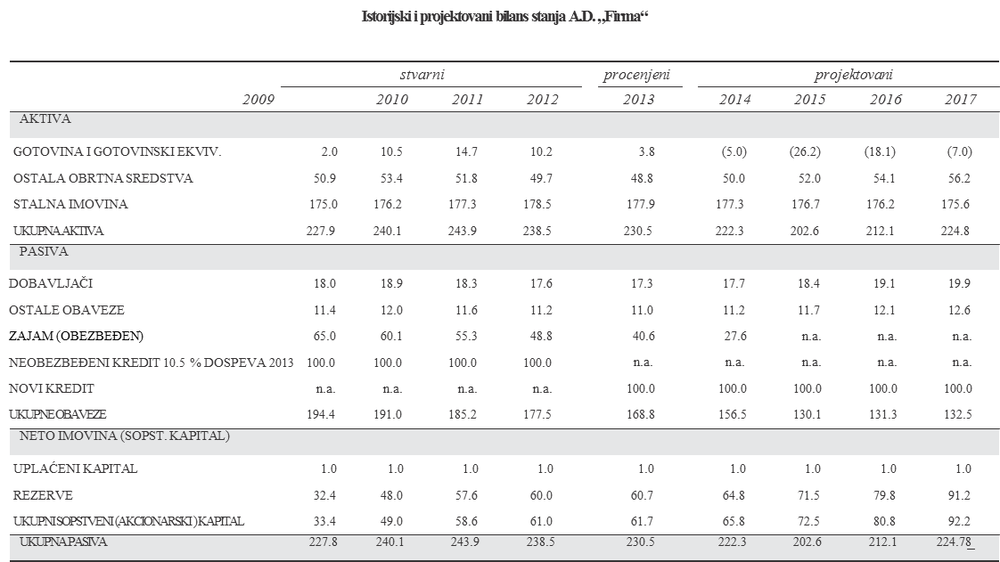 Istorijski i projektovani bilans stanja A.D. „Firma“
stvarni procenjeni projektovani
2009 2010 2011 2012 2013 2014 2015 2016 2017
AKTIVA
GOTOVINA I GOTOVINSKI EKVIV. 2.0 10.5 14.7 10.2 3.8 (5.0) (26.2) (18.1) (7.0)
OSTALA OBRTNA SREDSTVA 50.9 53.4 51.8 49.7 48.8 50.0 52.0 54.1 56.2
STALNA IMOVINA 175.0 176.2 177.3 178.5 177.9 177.3 176.7 176.2 175.6
UKUPNA AKTIVA 227.9 240.1 243.9 238.5 230.5 222.3 202.6 212.1 224.8
PASIVA
DOBAVLJAČI 18.0 18.9 18.3 17.6 17.3 17.7 18.4 19.1 19.9
OSTALE OBAVEZE 11.4 12.0 11.6 11.2 11.0 11.2 11.7 12.1 12.6
ZAJAM (OBEZBEĐEN) 65.0 60.1 55.3 48.8 40.6 27.6 n.a. n.a. n.a.
NEOBEZBEĐENI KREDIT 10.5 % DOSPEVA 2013 100.0 100.0 100.0 100.0 n.a. n.a. n.a. n.a. n.a.
NOVI KREDIT n.a. n.a. n.a. n.a. 100.0 100.0 100.0 100.0 100.0
UKUPNE OBAVEZE 194.4 191.0 185.2 177.5 168.8 156.5 130.1 131.3 132.5
NETO IMOVINA (SOPST. KAPITAL)
UPLAĆENI KAPITAL 1.0 1.0 1.0 1.0 1.0 1.0 1.0 1.0 1.0
REZERVE 32.4 48.0 57.6 60.0 60.7 64.8 71.5 79.8 91.2
UKUPNI SOPSTVENI (AKCIONARSKI) KAPITAL 33.4 49.0 58.6 61.0 61.7 65.8 72.5 80.8 92.2
UKUPNA PASIVA 227.8 240.1 243.9 238.5 230.5 222.3 202.6 212.1 224.78